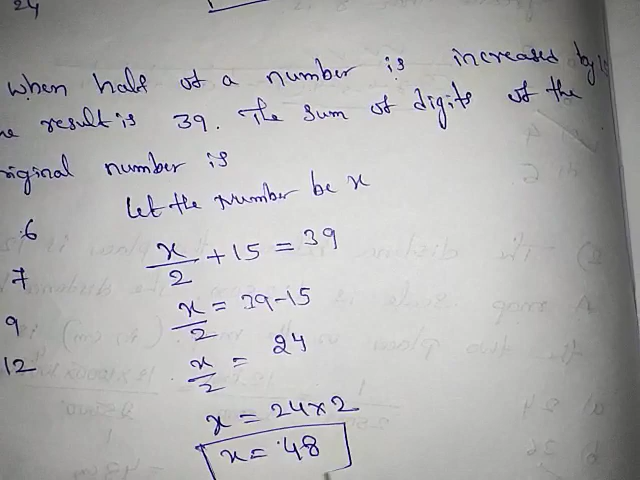 24
when half of a number is increased by 15
result is 39. The sum of digits of the
original number is
let the number be x
6
x/2 + 15 = 39
7
x/2 = 39-15
9
x/2 = 24
12
x = 24x2
x = 48